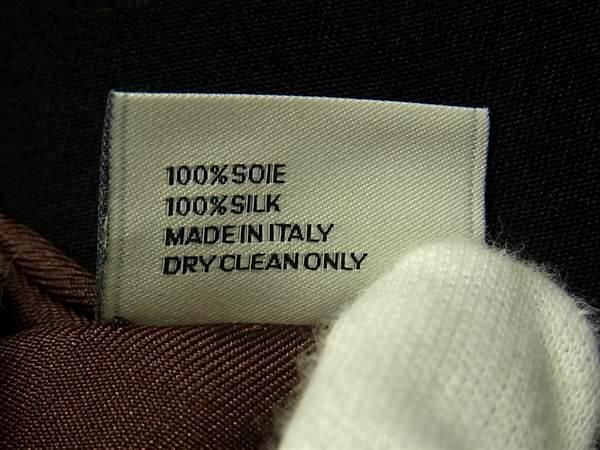 100% SOIE
100% SILK
MADE IN ITALY
DRY CLEAN ONLY